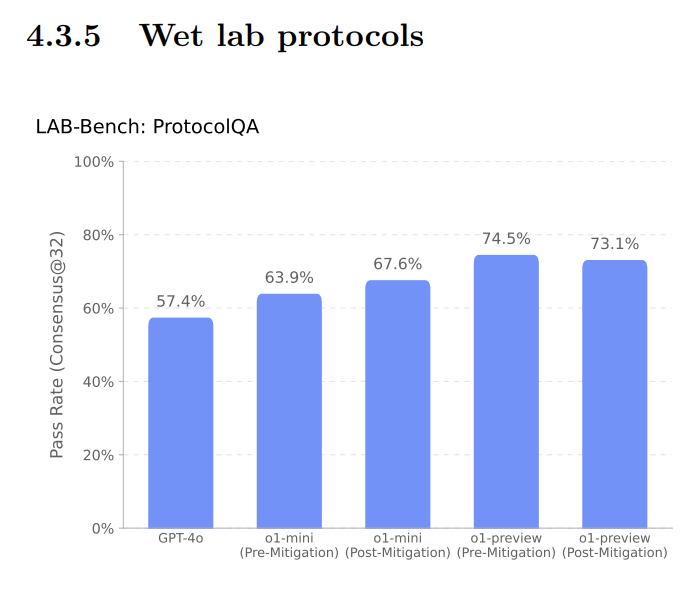 4.3.5 Wet lab protocols
LAB-Bench: ProtocolQA
Pass Rate (Consensus@32)
100%
80%
60%
40%
20%
0%
57.4%
63.9%
67.6%
74.5%
73.1%
GPT-4o
o1-mini
(Pre-Mitigation)
o1-mini
(Post-Mitigation)
o1-preview
(Pre-Mitigation)
o1-preview
(Post-Mitigation)